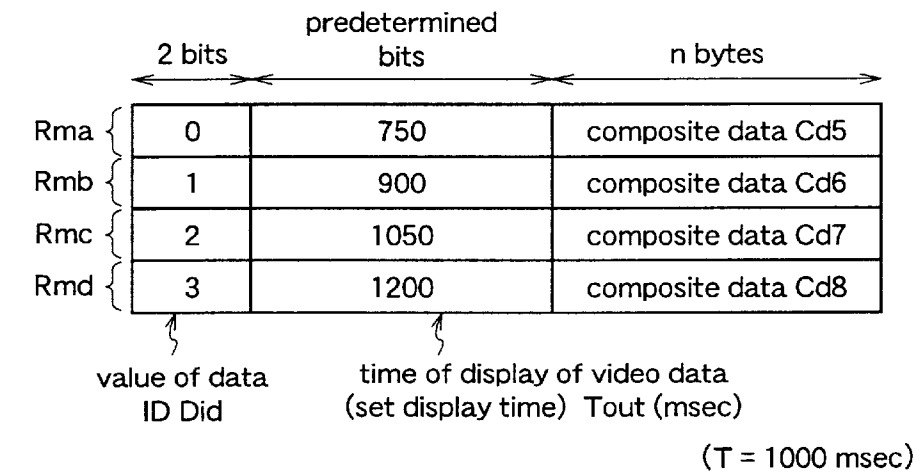 predetermined
2 bits bits n bytes
Rma { 0 750 composite data Cd5
Rmb { 1 900 composite data Cd6
Rmc { 2 1050 composite data Cd7
Rmd { 3 1200 composite data Cd8
value of data time of display of video data
ID Did (set display time) Tout (msec)
(T = 1000 msec)